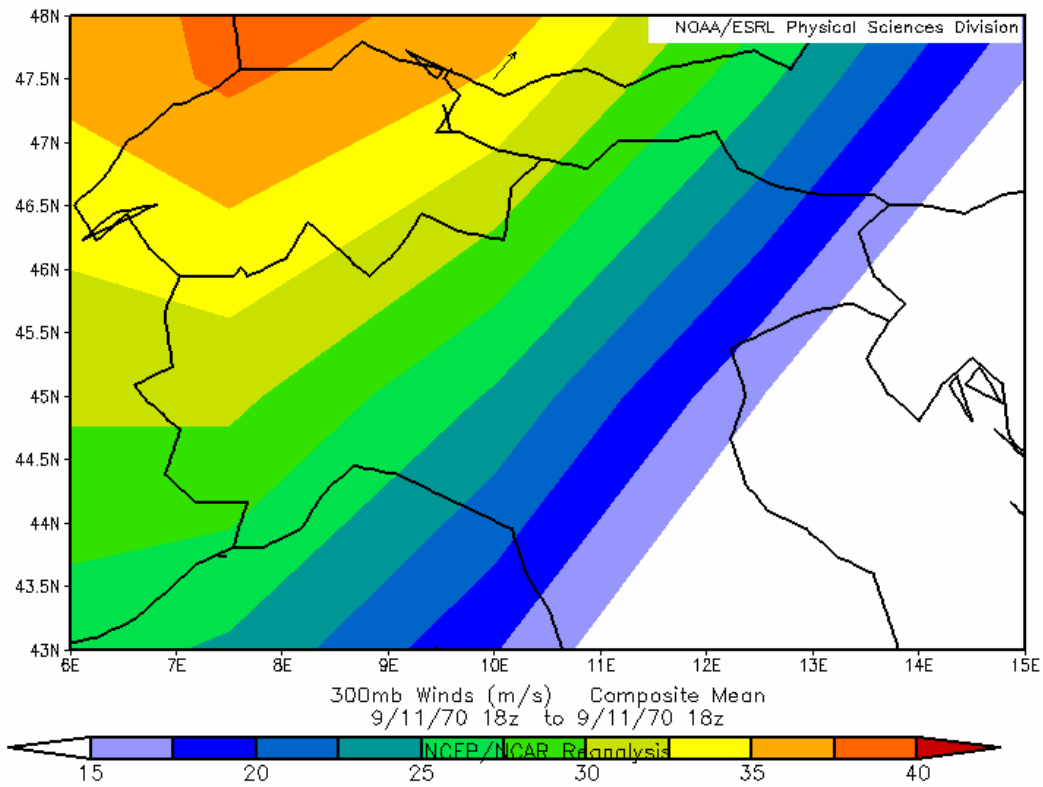 NOAA/ESRL Physical Sciences Division
48N
47.5N
47N
46.5N
46N
45.5N
45N
44.5N
44N
43.5N
43N
6E 7E 8E 9E 10E 11E 12E 13E 14E 15E
300mb Winds (m/s) Composite Mean
9/11/70 18z to 9/11/70 18z
NCEP/NCAR Reanalysis
15 20 25 30 35 40